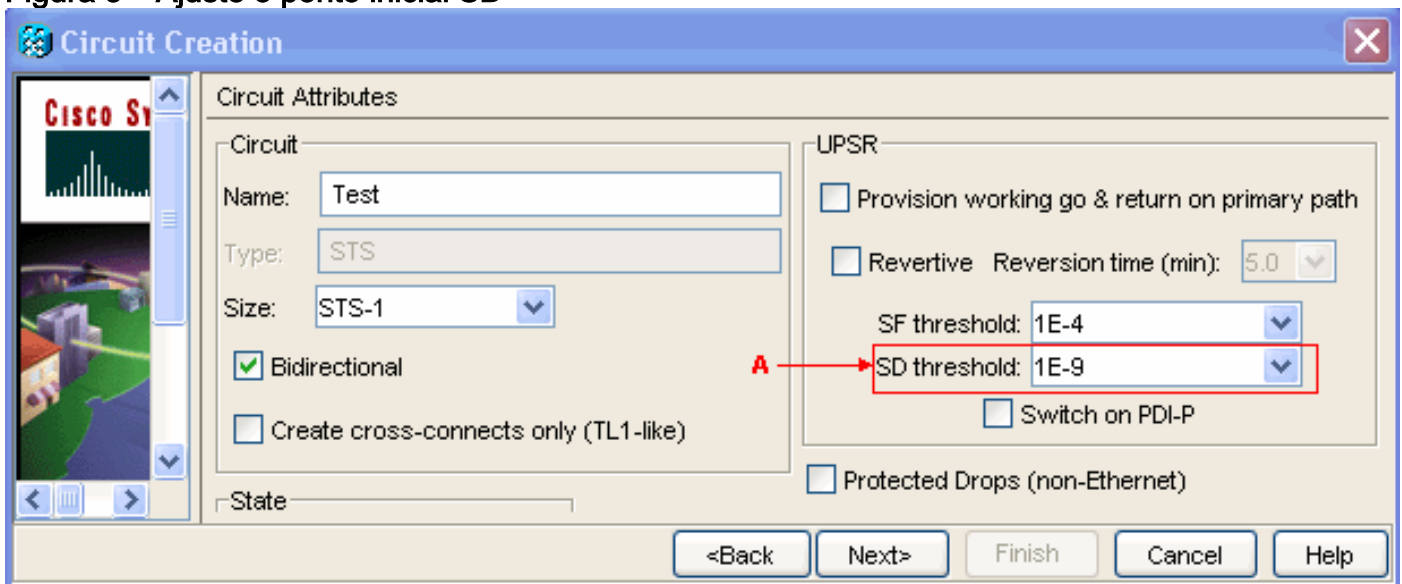 Circuit Creation
Circuit Attributes
Circuit
Name: Test
Type: STS
Size: STS-1
Bidirectional
Create cross-connects only (TL1-like)
State
UPSR
Provision working go & return on primary path
Revertive Reversion time (min): 5.0
SF threshold: 1E-4
A SD threshold: 1E-9
Switch on PDI-P
Protected Drops (non-Ethernet)
<Back Next> Finish Cancel Help